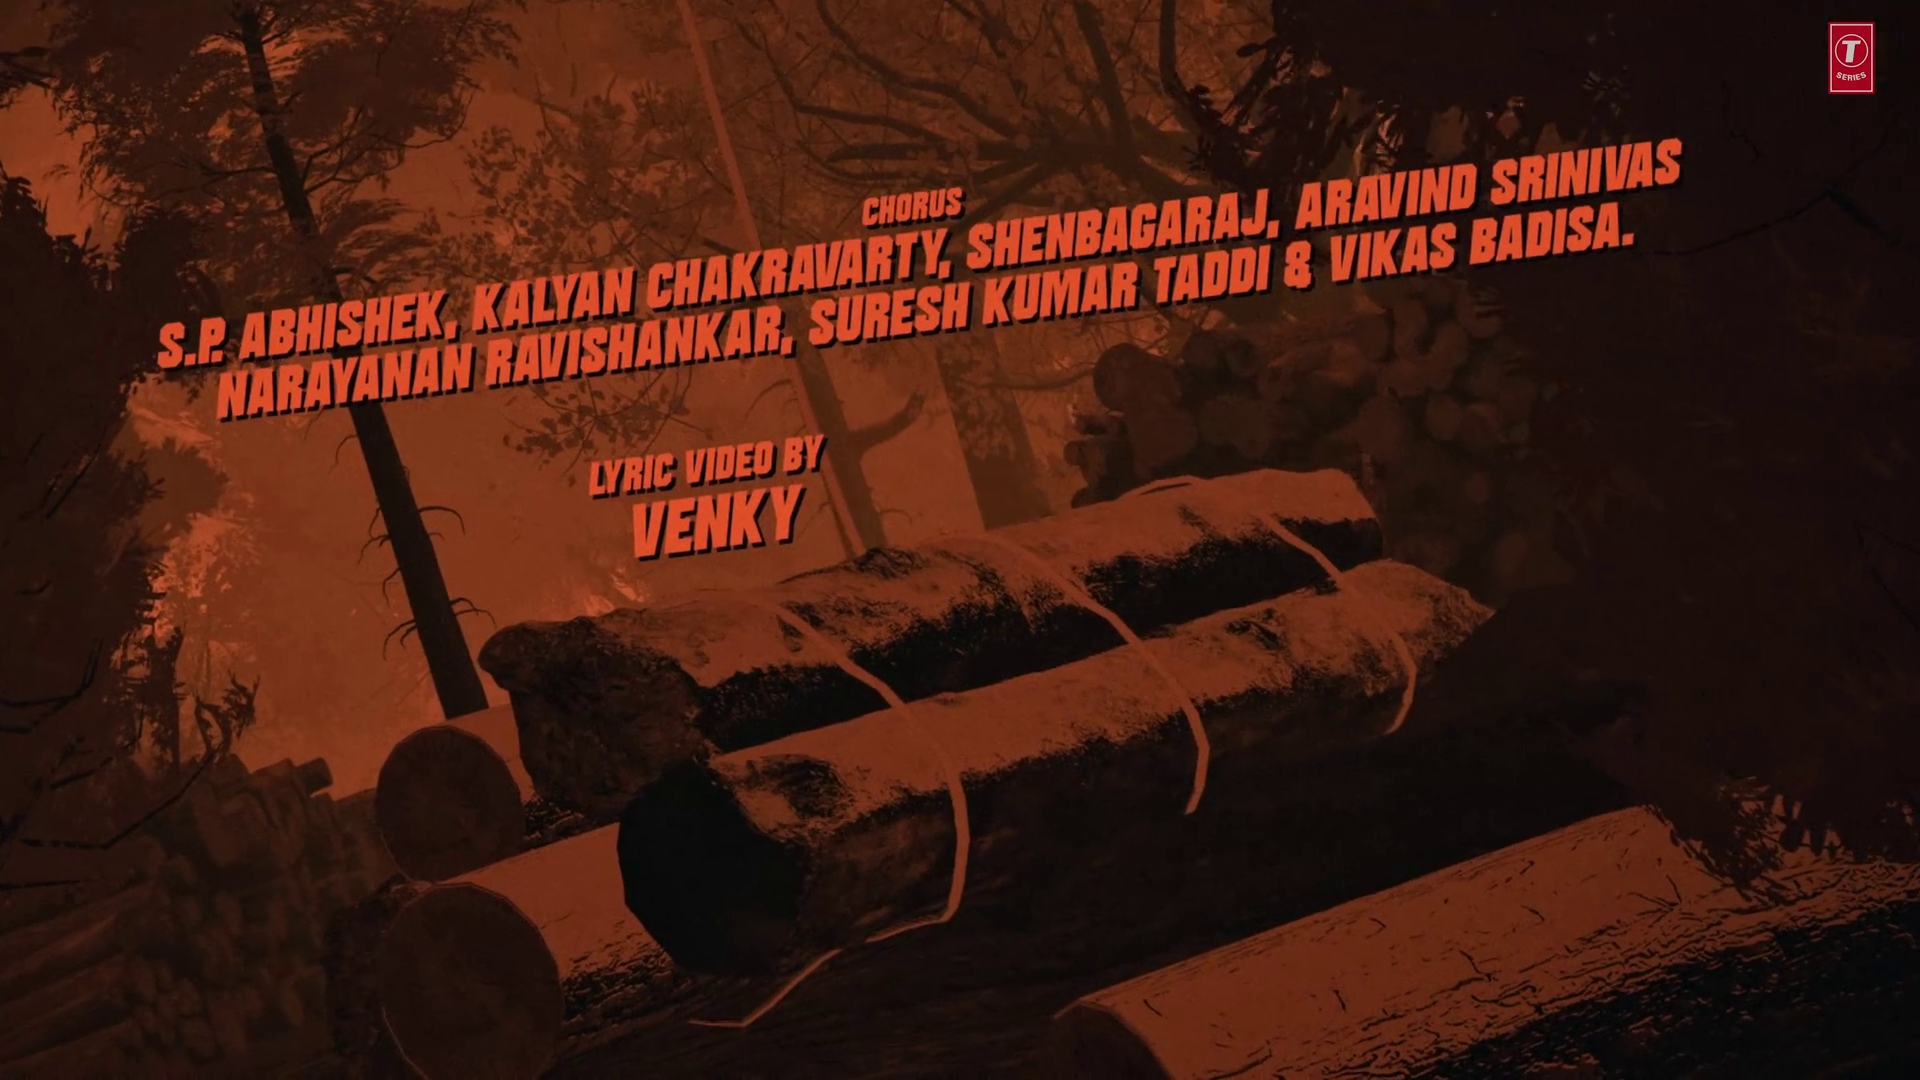 T
SERIES
CHORUS
S.P. ABHISHEK, KALYAN CHAKRAVARTY, SHENBAGARAJ, ARAVIND SRINIVAS
NARAYANAN RAVISHANKAR, SURESH KUMAR TADDI & VIKAS BADISA.
LYRIC VIDEO BY
VENKY